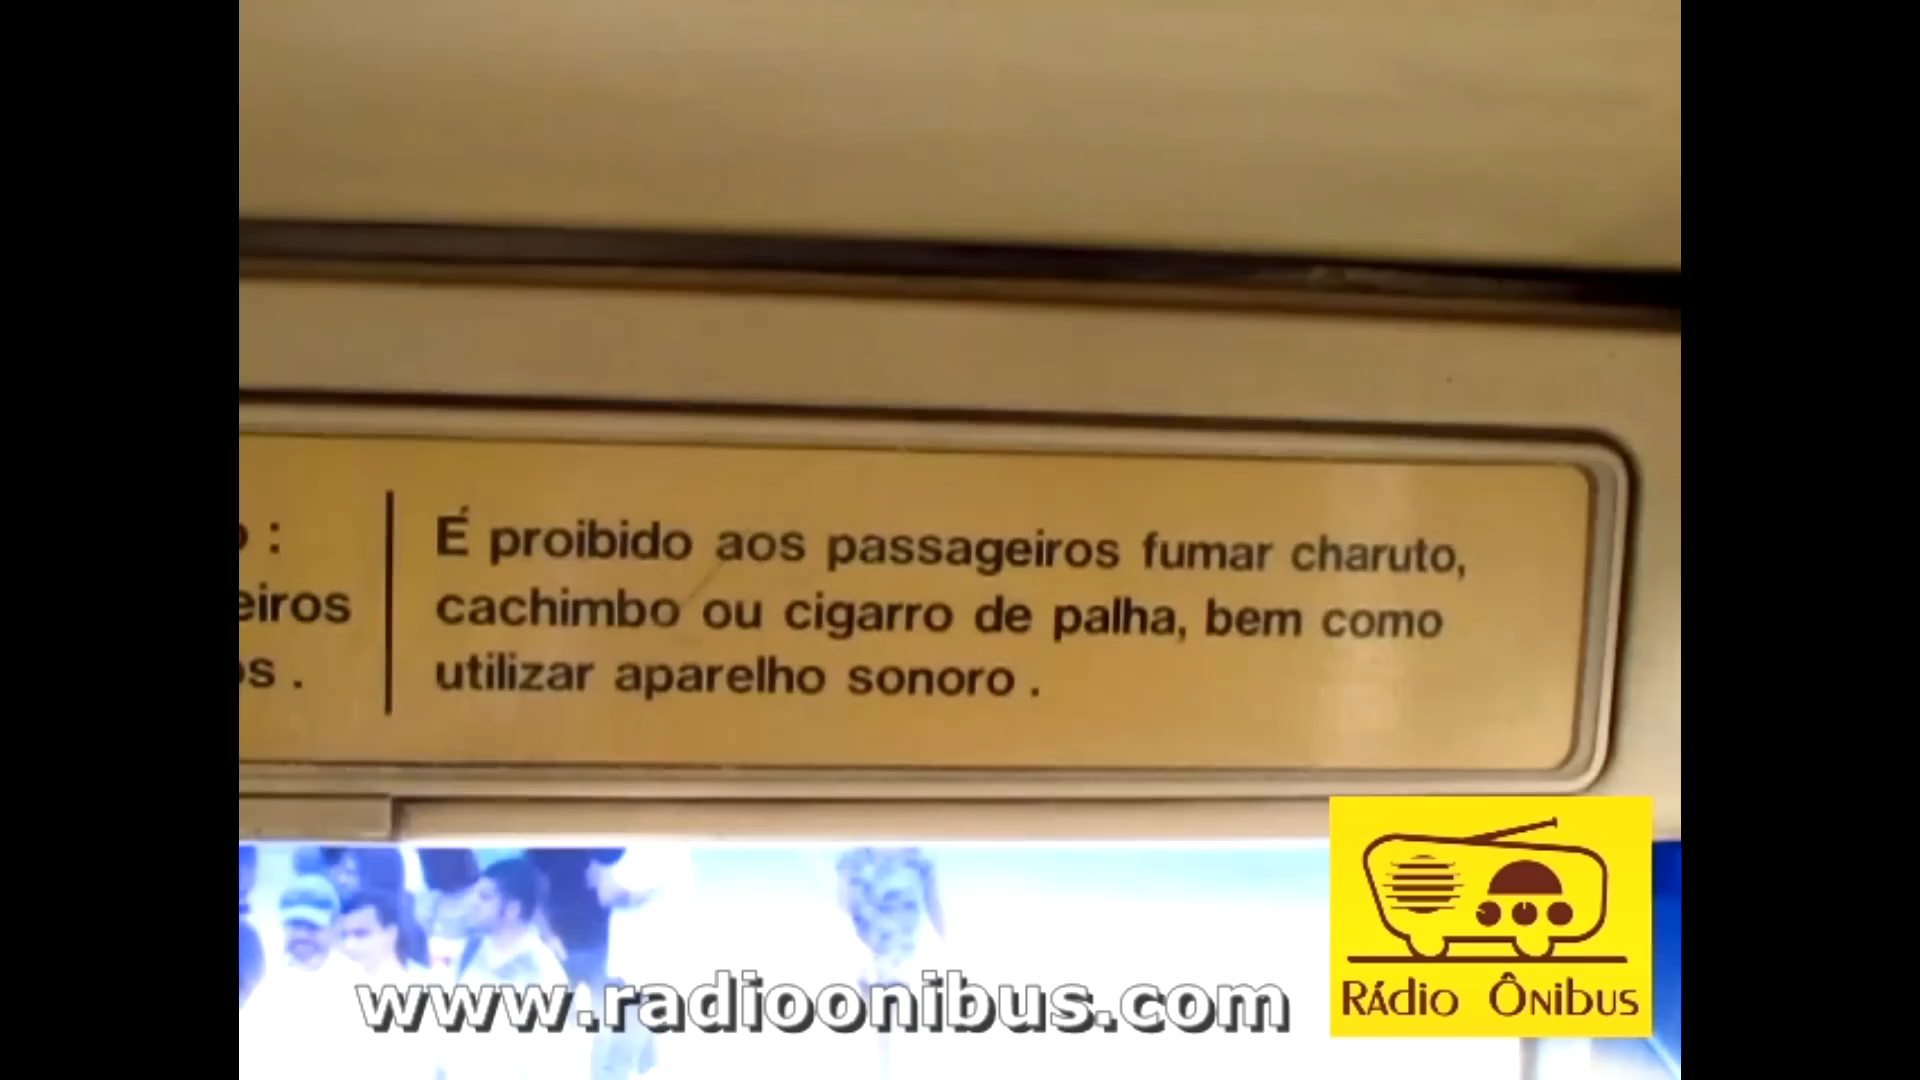 :
eiros
s .
É proibido aos passageiros fumar charuto,
cachimbo ou cigarro de palha, bem como
utilizar aparelho sonoro .
www.radioonibus.com
RÁdio ÔNibus